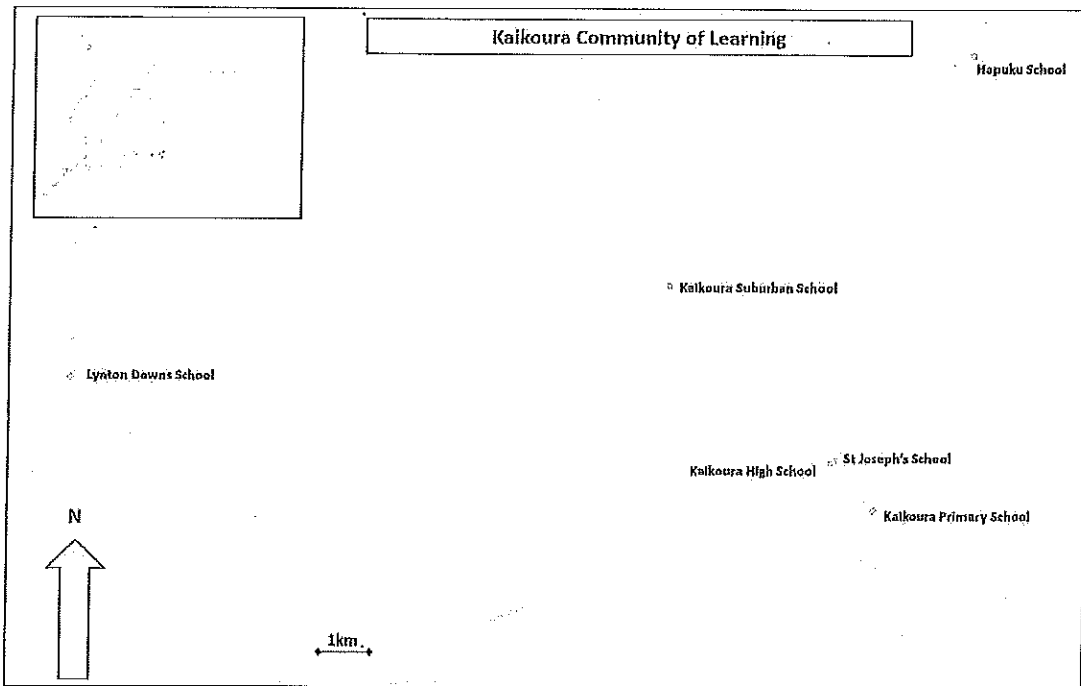 Kaikoura Community of Learning
Hapuku School
Kaikoura Suburban School
Lynton Downs School
St Joseph's School
Kaikoura High School
Kaikoura Primary School
N
1km